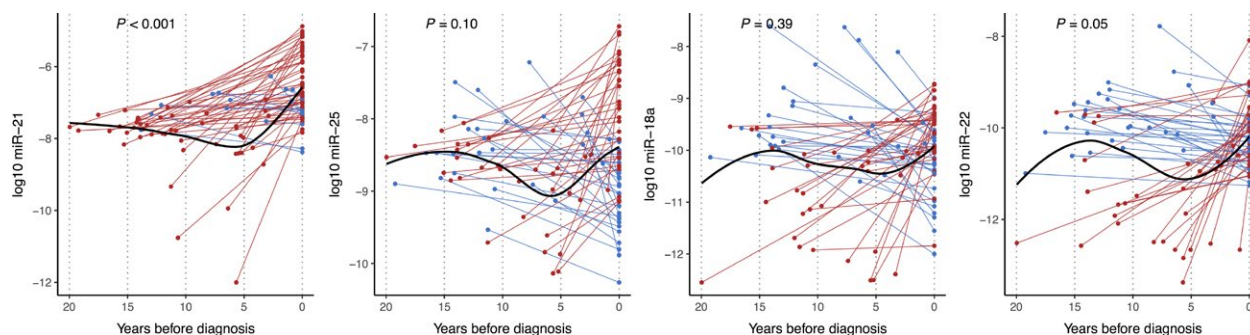 P < 0.001
log10 miR−21
−6
−8
−10
−12
20 15 10 5 0
Years before diagnosis
P = 0.10
log10 miR−25
−7
−8
−9
−10
20 15 10 5 0
Years before diagnosis
P = 0.39
log10 miR−18a
−8
−9
−10
−11
−12
20 15 10 5 0
Years before diagnosis
P = 0.05
log10 miR−22
−8
−10
−12
20 15 10 5 0
Years before diagnosis